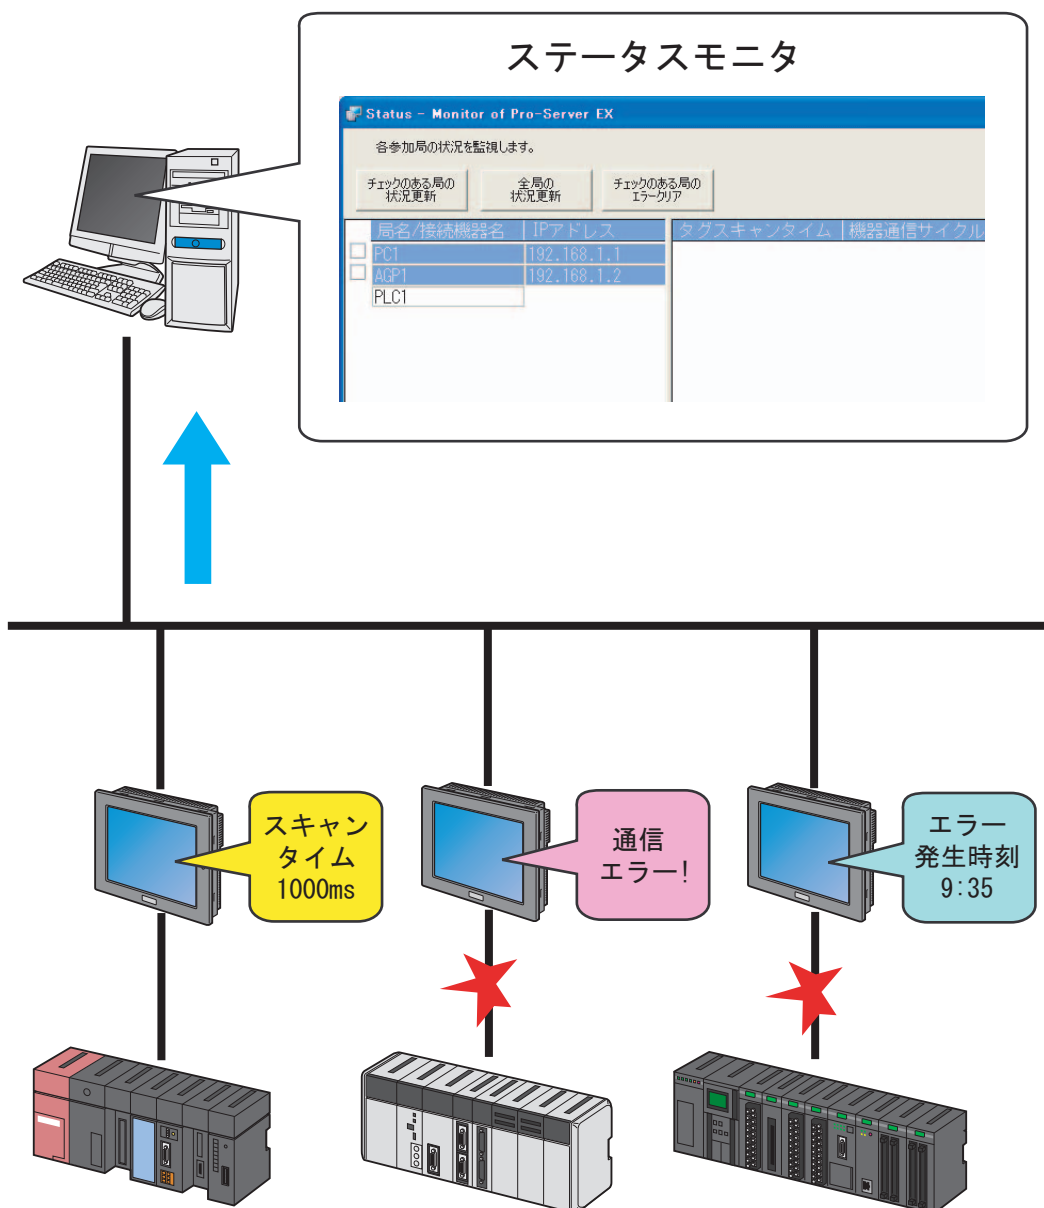 ステータスモニタ
Status - Monitor of Pro-Server EX
各参加局の状況を監視します。
チェックのある局の
状況更新
全局の
状況更新
チェックのある局の
エラークリア
局名/接続機器名 IPアドレス タグスキャンタイム 機器通信サイクル
PC1 192.168.1.1
AGP1 192.168.1.2
PLC1
スキャン
タイム
1000ms
通信
エラー!
エラー
発生時刻
9:35